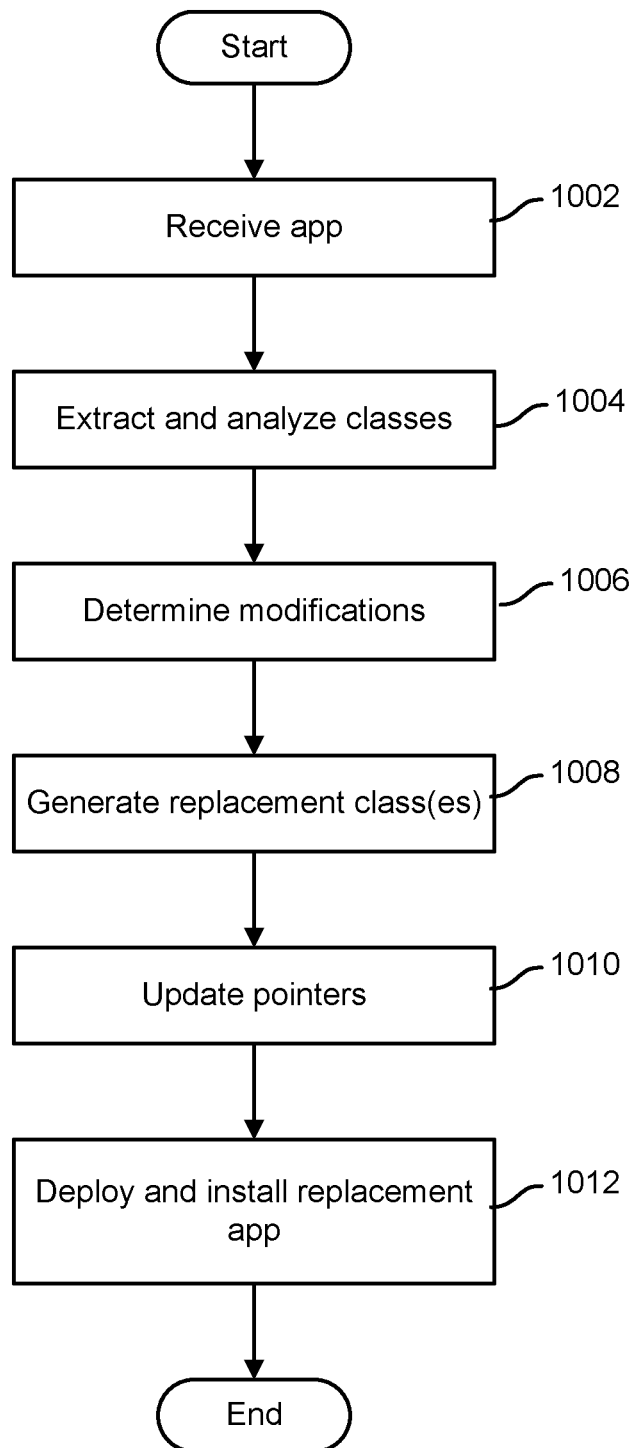 Start
Receive app
1002
Extract and analyze classes
1004
Determine modifications
1006
Generate replacement class(es)
1008
Update pointers
1010
Deploy and install replacement
app
1012
End